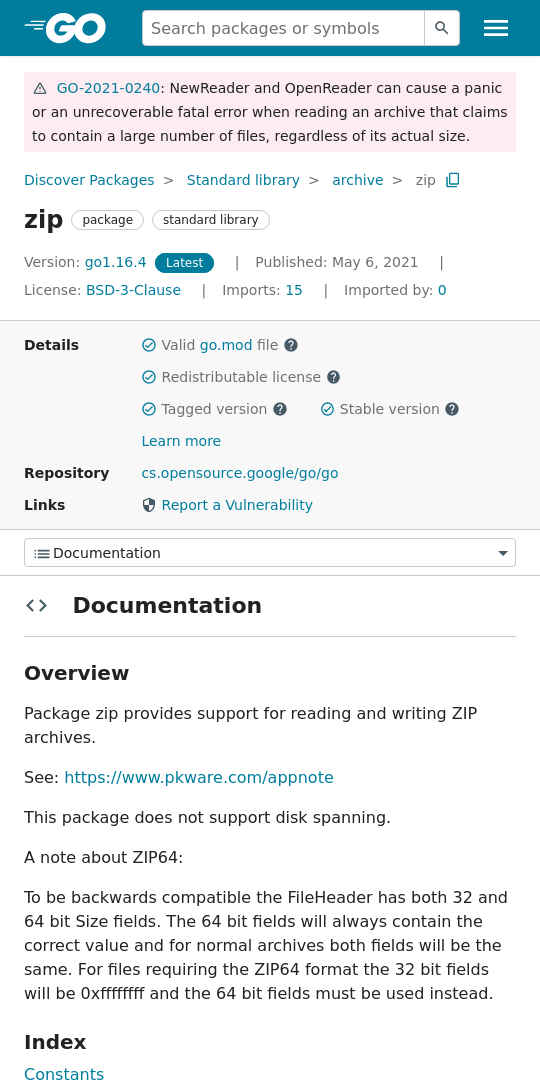 GO
Search packages or symbols
GO-2021-0240: NewReader and OpenReader can cause a panic
or an unrecoverable fatal error when reading an archive that claims
to contain a large number of files, regardless of its actual size.
Discover Packages > Standard library > archive > zip
zip package standard library
Version: go1.16.4 Latest | Published: May 6, 2021 |
License: BSD-3-Clause | Imports: 15 | Imported by: 0
Details Valid go.mod file
Redistributable license
Tagged version Stable version
Learn more
Repository cs.opensource.google/go/go
Links Report a Vulnerability
Documentation
Documentation
Overview
Package zip provides support for reading and writing ZIP
archives.
See: https://www.pkware.com/appnote
This package does not support disk spanning.
A note about ZIP64:
To be backwards compatible the FileHeader has both 32 and
64 bit Size fields. The 64 bit fields will always contain the
correct value and for normal archives both fields will be the
same. For files requiring the ZIP64 format the 32 bit fields
will be 0xffffffff and the 64 bit fields must be used instead.
Index
Constants